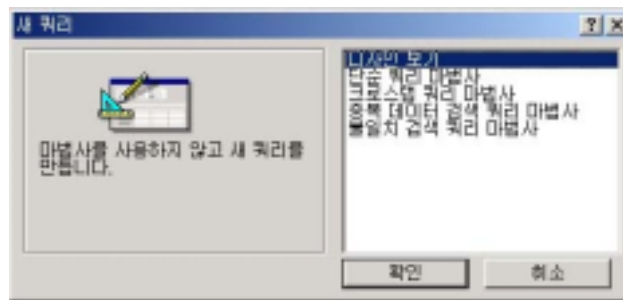 새 쿼리
마법사를 사용하지 않고 새 쿼리를
만듭니다.
디자인 보기
단순 쿼리 마법사
크로스탭 쿼리 마법사
중복 데이터 검색 쿼리 마법사
불일치 검색 쿼리 마법사
확인
취소